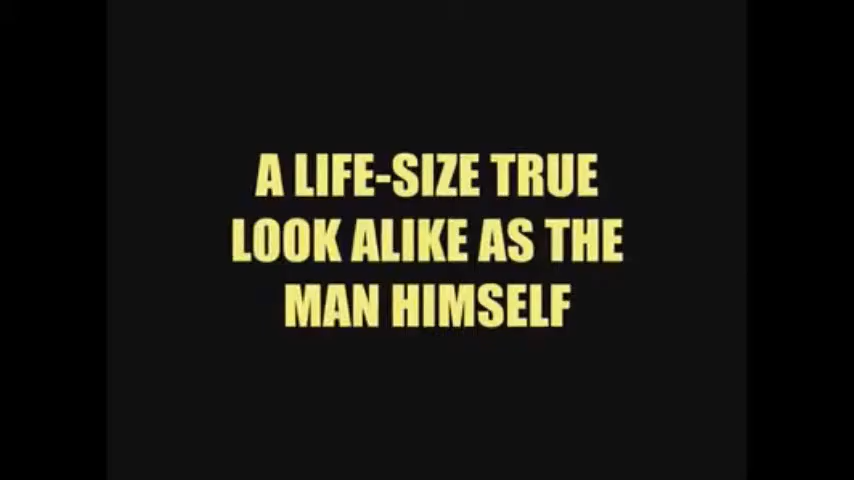 A LIFE-SIZE TRUE
LOOK ALIKE AS THE
MAN HIMSELF